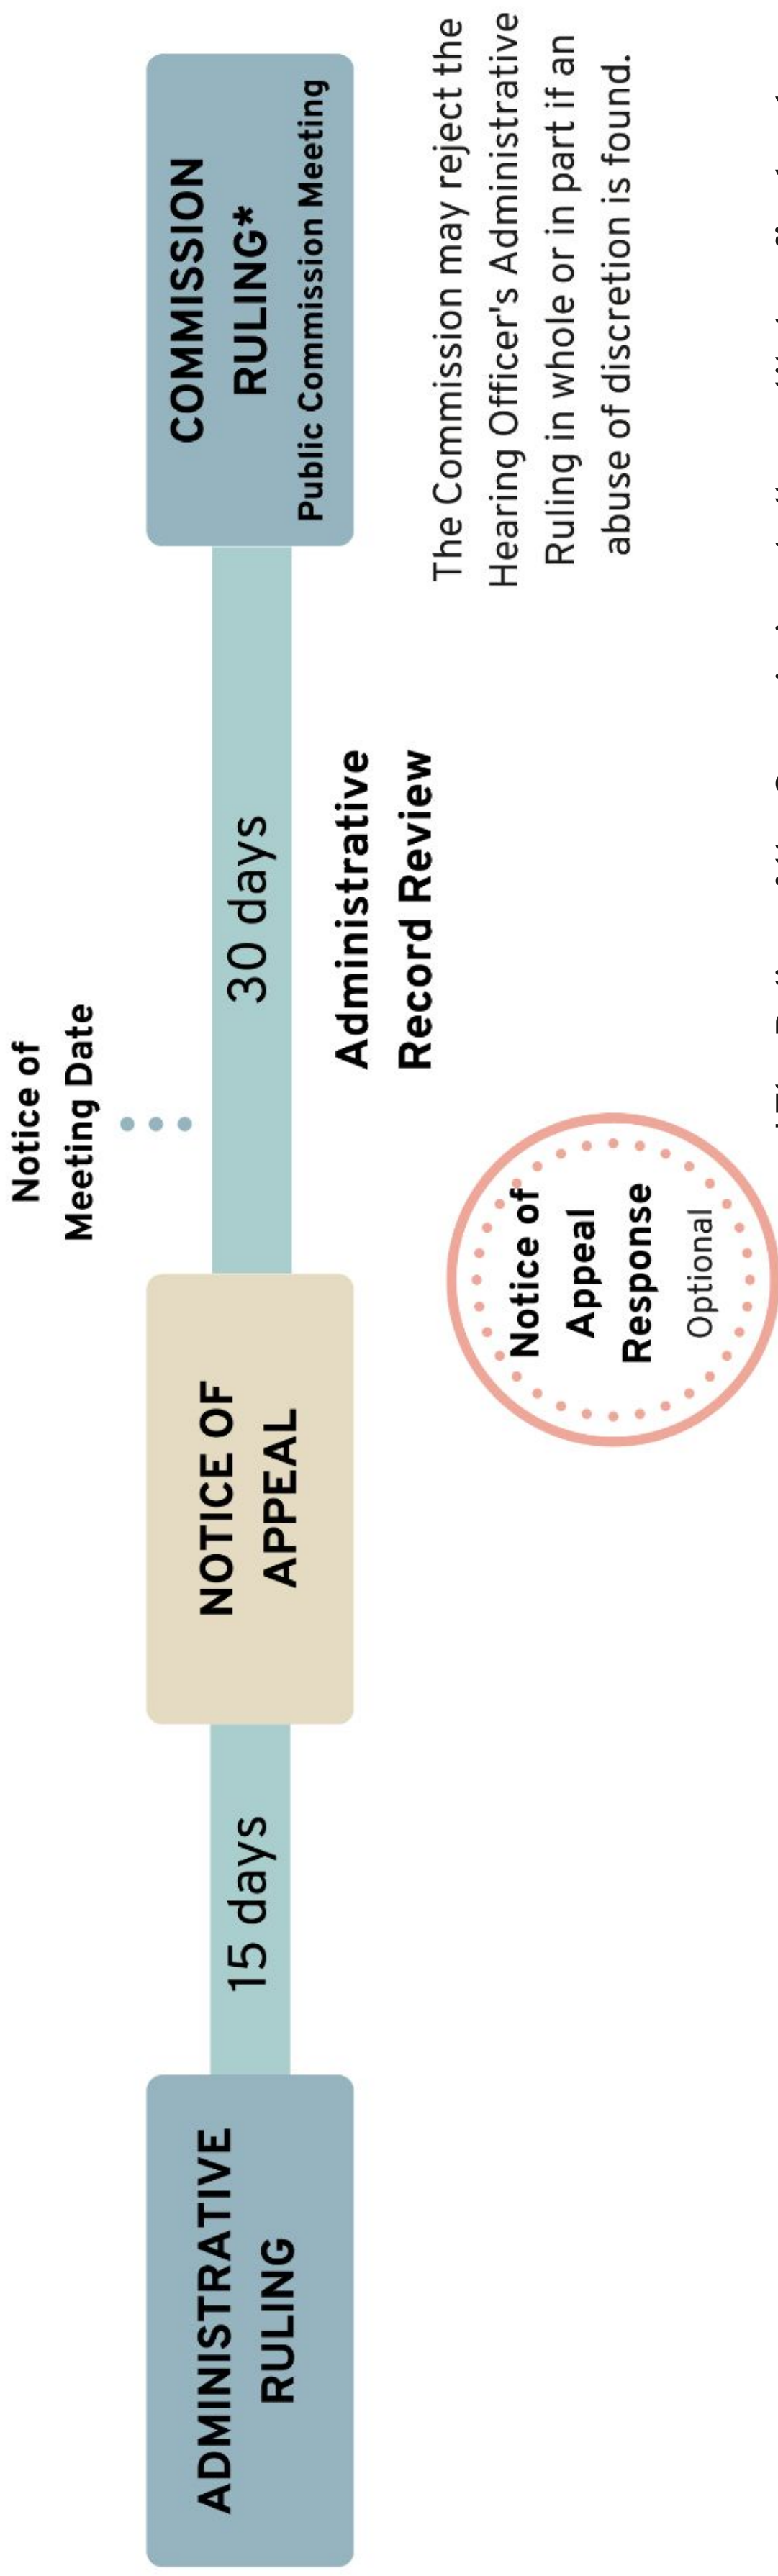 Notice of
Meeting Date
ADMINISTRATIVE
RULING
15 days
NOTICE OF
APPEAL
30 days
COMMISSION
RULING*
Public Commission Meeting
Administrative
Record Review
Notice of
Appeal
Response
Optional
The Commission may reject the
Hearing Officer's Administrative
Ruling in whole or in part if an
abuse of discretion is found.